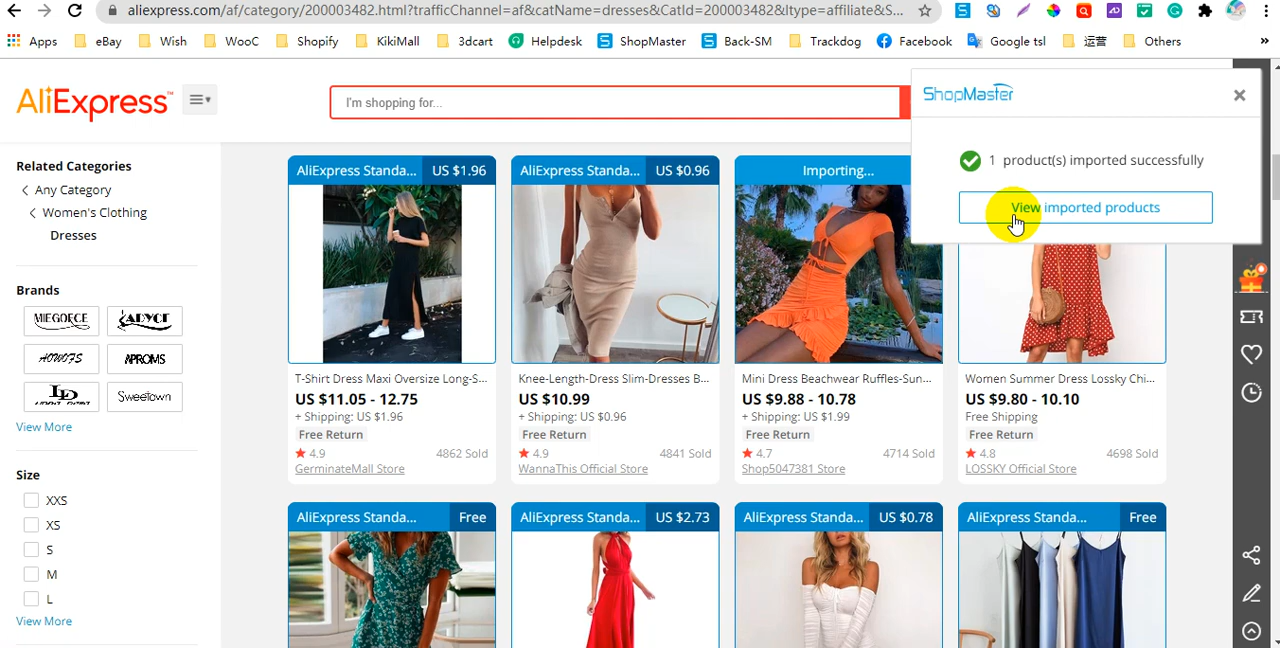 aliexpress.com/af/category/200003482.html?trafficChannel=af&catName=dresses&CatId=200003482&ltype=affiliate&S...
Apps eBay Wish WooC Shopify KikiMall 3dcart Helpdesk ShopMaster Back-SM Trackdog Facebook Google tsl 运营 Others »
AliExpress™
I'm shopping for...
ShopMaster
1 product(s) imported successfully
View imported products
Related Categories
< Any Category
< Women's Clothing
Dresses
Brands
MIEGOFCE
AOWOFS
APROMS
LD
SweeTown
View More
Size
XXS
XS
S
M
L
View More
AliExpress Standa... US $1.96
AliExpress Standa... US $0.96
Importing...
T-Shirt Dress Maxi Oversize Long-S...
US $11.05 - 12.75
+ Shipping: US $1.96
Free Return
4.9 4862 Sold
GerminateMall Store
Knee-Length-Dress Slim-Dresses B...
US $10.99
+ Shipping: US $0.96
Free Return
4.9 4841 Sold
WannaThis Official Store
Mini Dress Beachwear Ruffles-Sun...
US $9.88 - 10.78
+ Shipping: US $1.99
Free Return
4.7 4714 Sold
Shop5047381 Store
Women Summer Dress Lossky Chi...
US $9.80 - 10.10
Free Shipping
Free Return
4.8 4698 Sold
LOSSKY Official Store
AliExpress Standa... Free
AliExpress Standa... US $2.73
AliExpress Standa... US $0.78
AliExpress Standa... Free